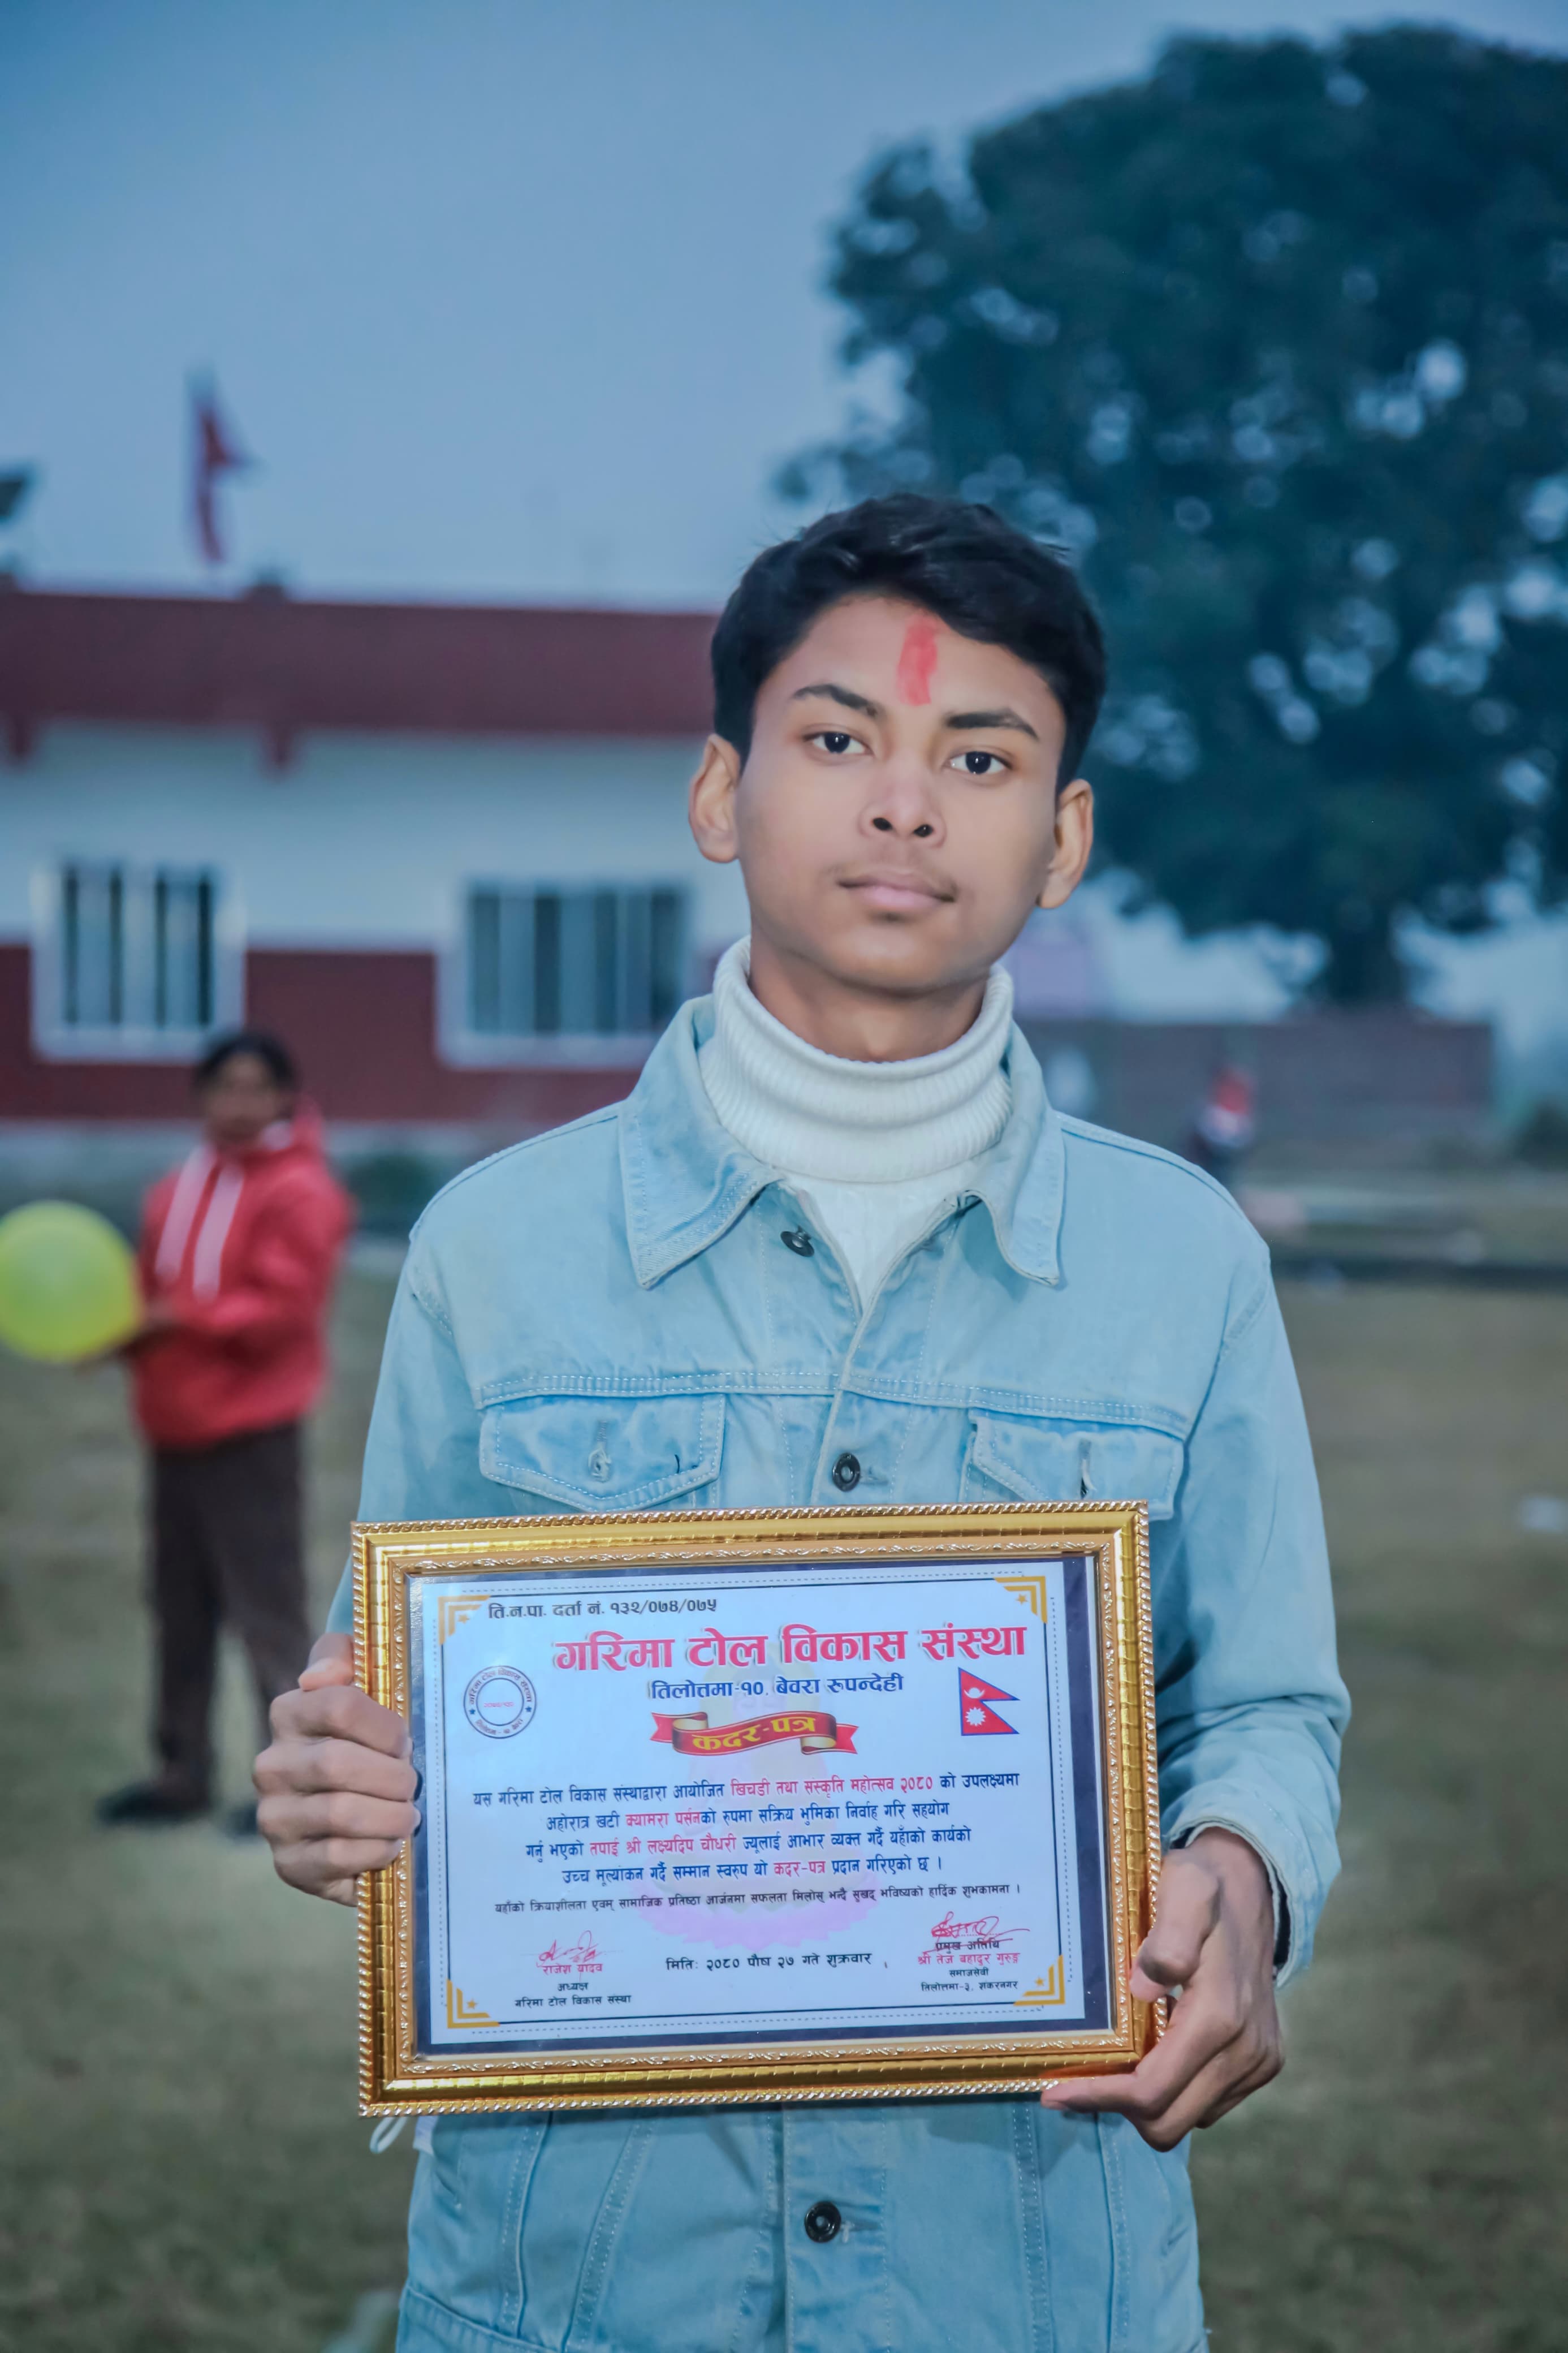 ति.न.पा. दर्ता नं. १३२/०७४/०७५
गरिमा टोल विकास संस्था
तिलोत्तमा-१०, बेवरा रूपन्देही
कदर-पत्र
यस गरिमा टोल विकास संस्थाद्वारा आयोजित खिचडी तथा संस्कृति महोत्सव २०८० को उपलक्ष्यमा
अहोरात्र खटी क्यामरा पर्सनको रुपमा सक्रिय भुमिका निर्वाह गरि सहयोग
गर्नु भएको तपाई श्री लक्ष्यदिप चौधरी ज्यूलाई आभार व्यक्त गर्दै यहाँको कार्यको
उच्च मूल्यांकन गर्दै सम्मान स्वरुप यो कदर-पत्र प्रदान गरिएको छ ।
यहाँको क्रियाशीलता एवम् सामाजिक प्रतिष्ठा आर्जनमा सफलता मिलोस् भन्दै सुखद् भविष्यको हार्दिक शुभकामना ।
राजेश यादव
अध्यक्ष
गरिमा टोल विकास संस्था
मितिः २०८० पौष २७ गते शुक्रवार ।
प्रमुख अतिथि
श्री तेज बहादुर गुरुङ
समाजसेवी
तिलोत्तमा-३, शंकरनगर